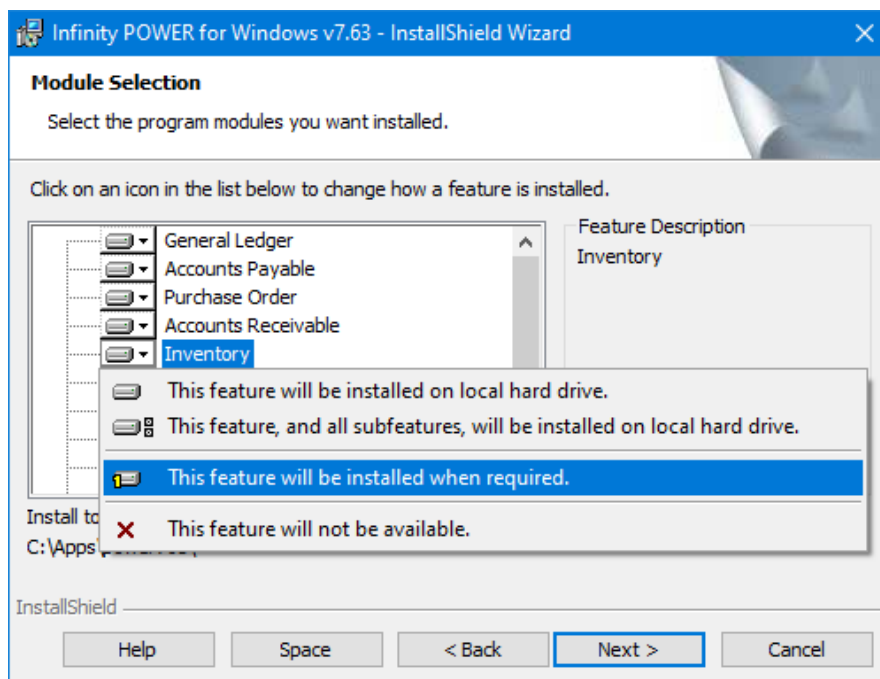 Infinity POWER for Windows v7.63 - InstallShield Wizard
Module Selection
Select the program modules you want installed.
Click on an icon in the list below to change how a feature is installed.
General Ledger
Accounts Payable
Purchase Order
Accounts Receivable
Inventory
Feature Description
Inventory
This feature will be installed on local hard drive.
This feature, and all subfeatures, will be installed on local hard drive.
This feature will be installed when required.
This feature will not be available.
Install to
C:\Apps\
InstallShield
Help
Space
< Back
Next >
Cancel